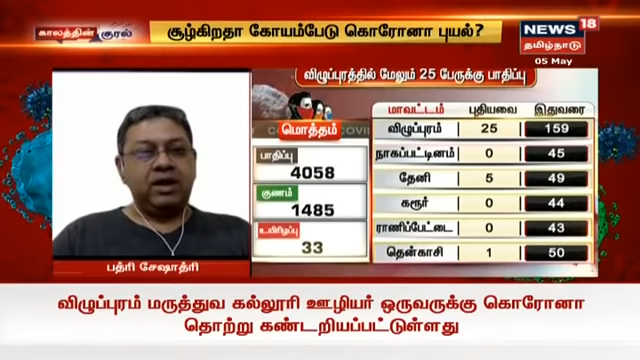 காலத்தின் குரல்
சூழ்கிறதா கோயம்பேடு கொரோனா புயல்?
NEWS 18
தமிழ்நாடு
05 May
விழுப்புரத்தில் மேலும் 25 பேருக்கு பாதிப்பு
மொத்தம்
பாதிப்பு
4058
குணம்
1485
உயிரிழப்பு
33
மாவட்டம் புதியவை இதுவரை
விழுப்புரம் 25 159
நாகப்பட்டினம் 0 45
தேனி 5 49
கரூர் 0 44
ராணிப்பேட்டை 0 43
தென்காசி 1 50
பத்ரி சேஷாத்ரி
விழுப்புரம் மருத்துவ கல்லூரி ஊழியர் ஒருவருக்கு கொரோனா
தொற்று கண்டறியப்பட்டுள்ளது